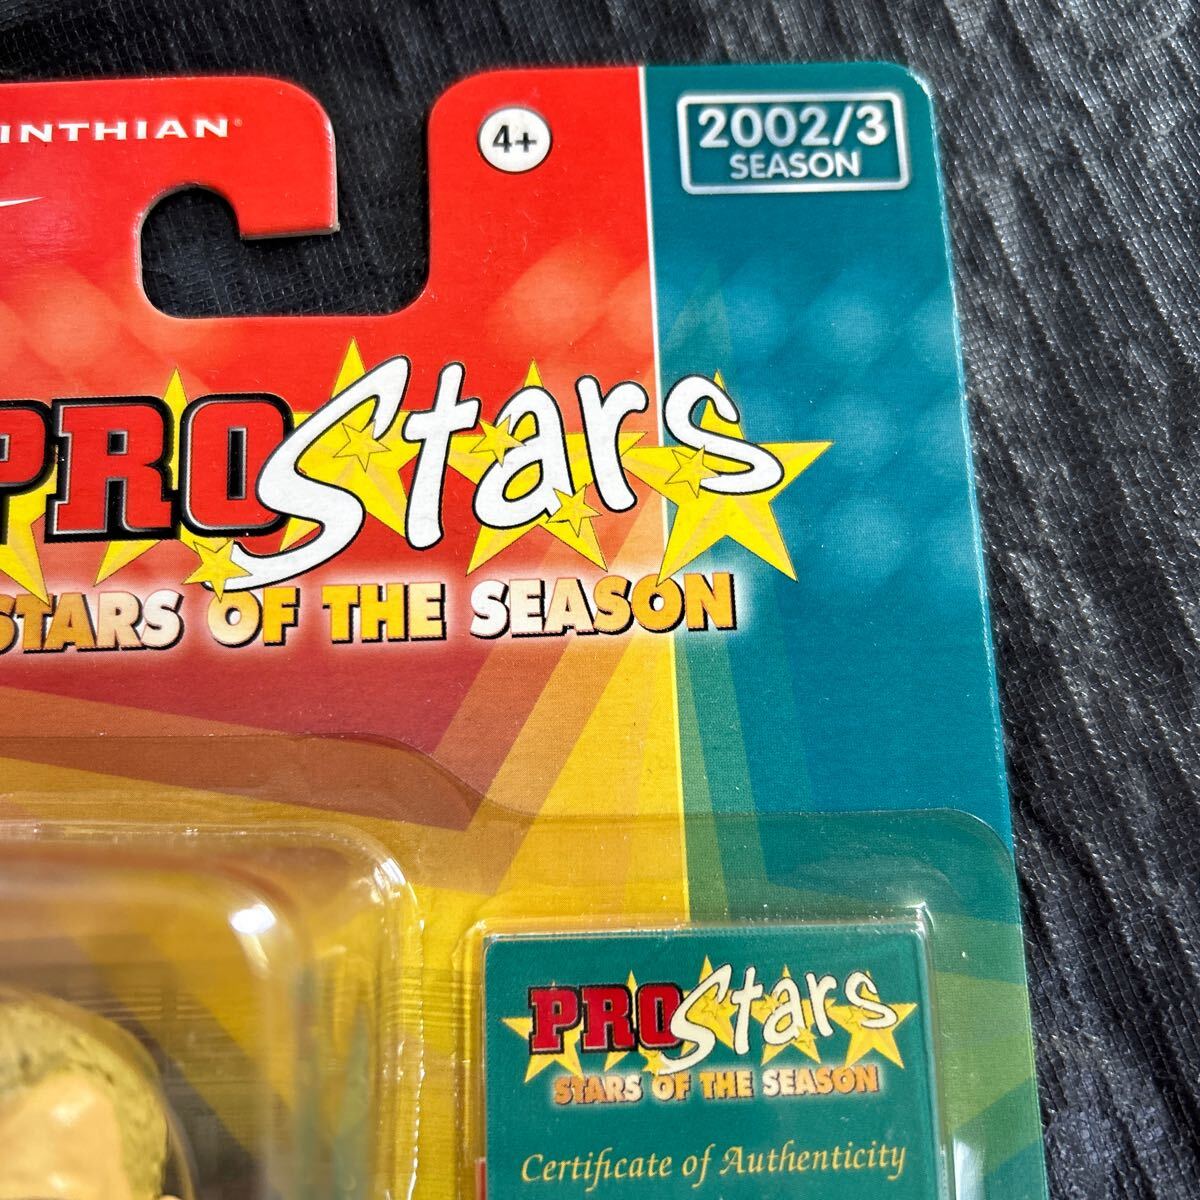 INTHIAN
4+
2002/3
SEASON
PROStars
STARS OF THE SEASON
PROStars
STARS OF THE SEASON
Certificate of Authenticity